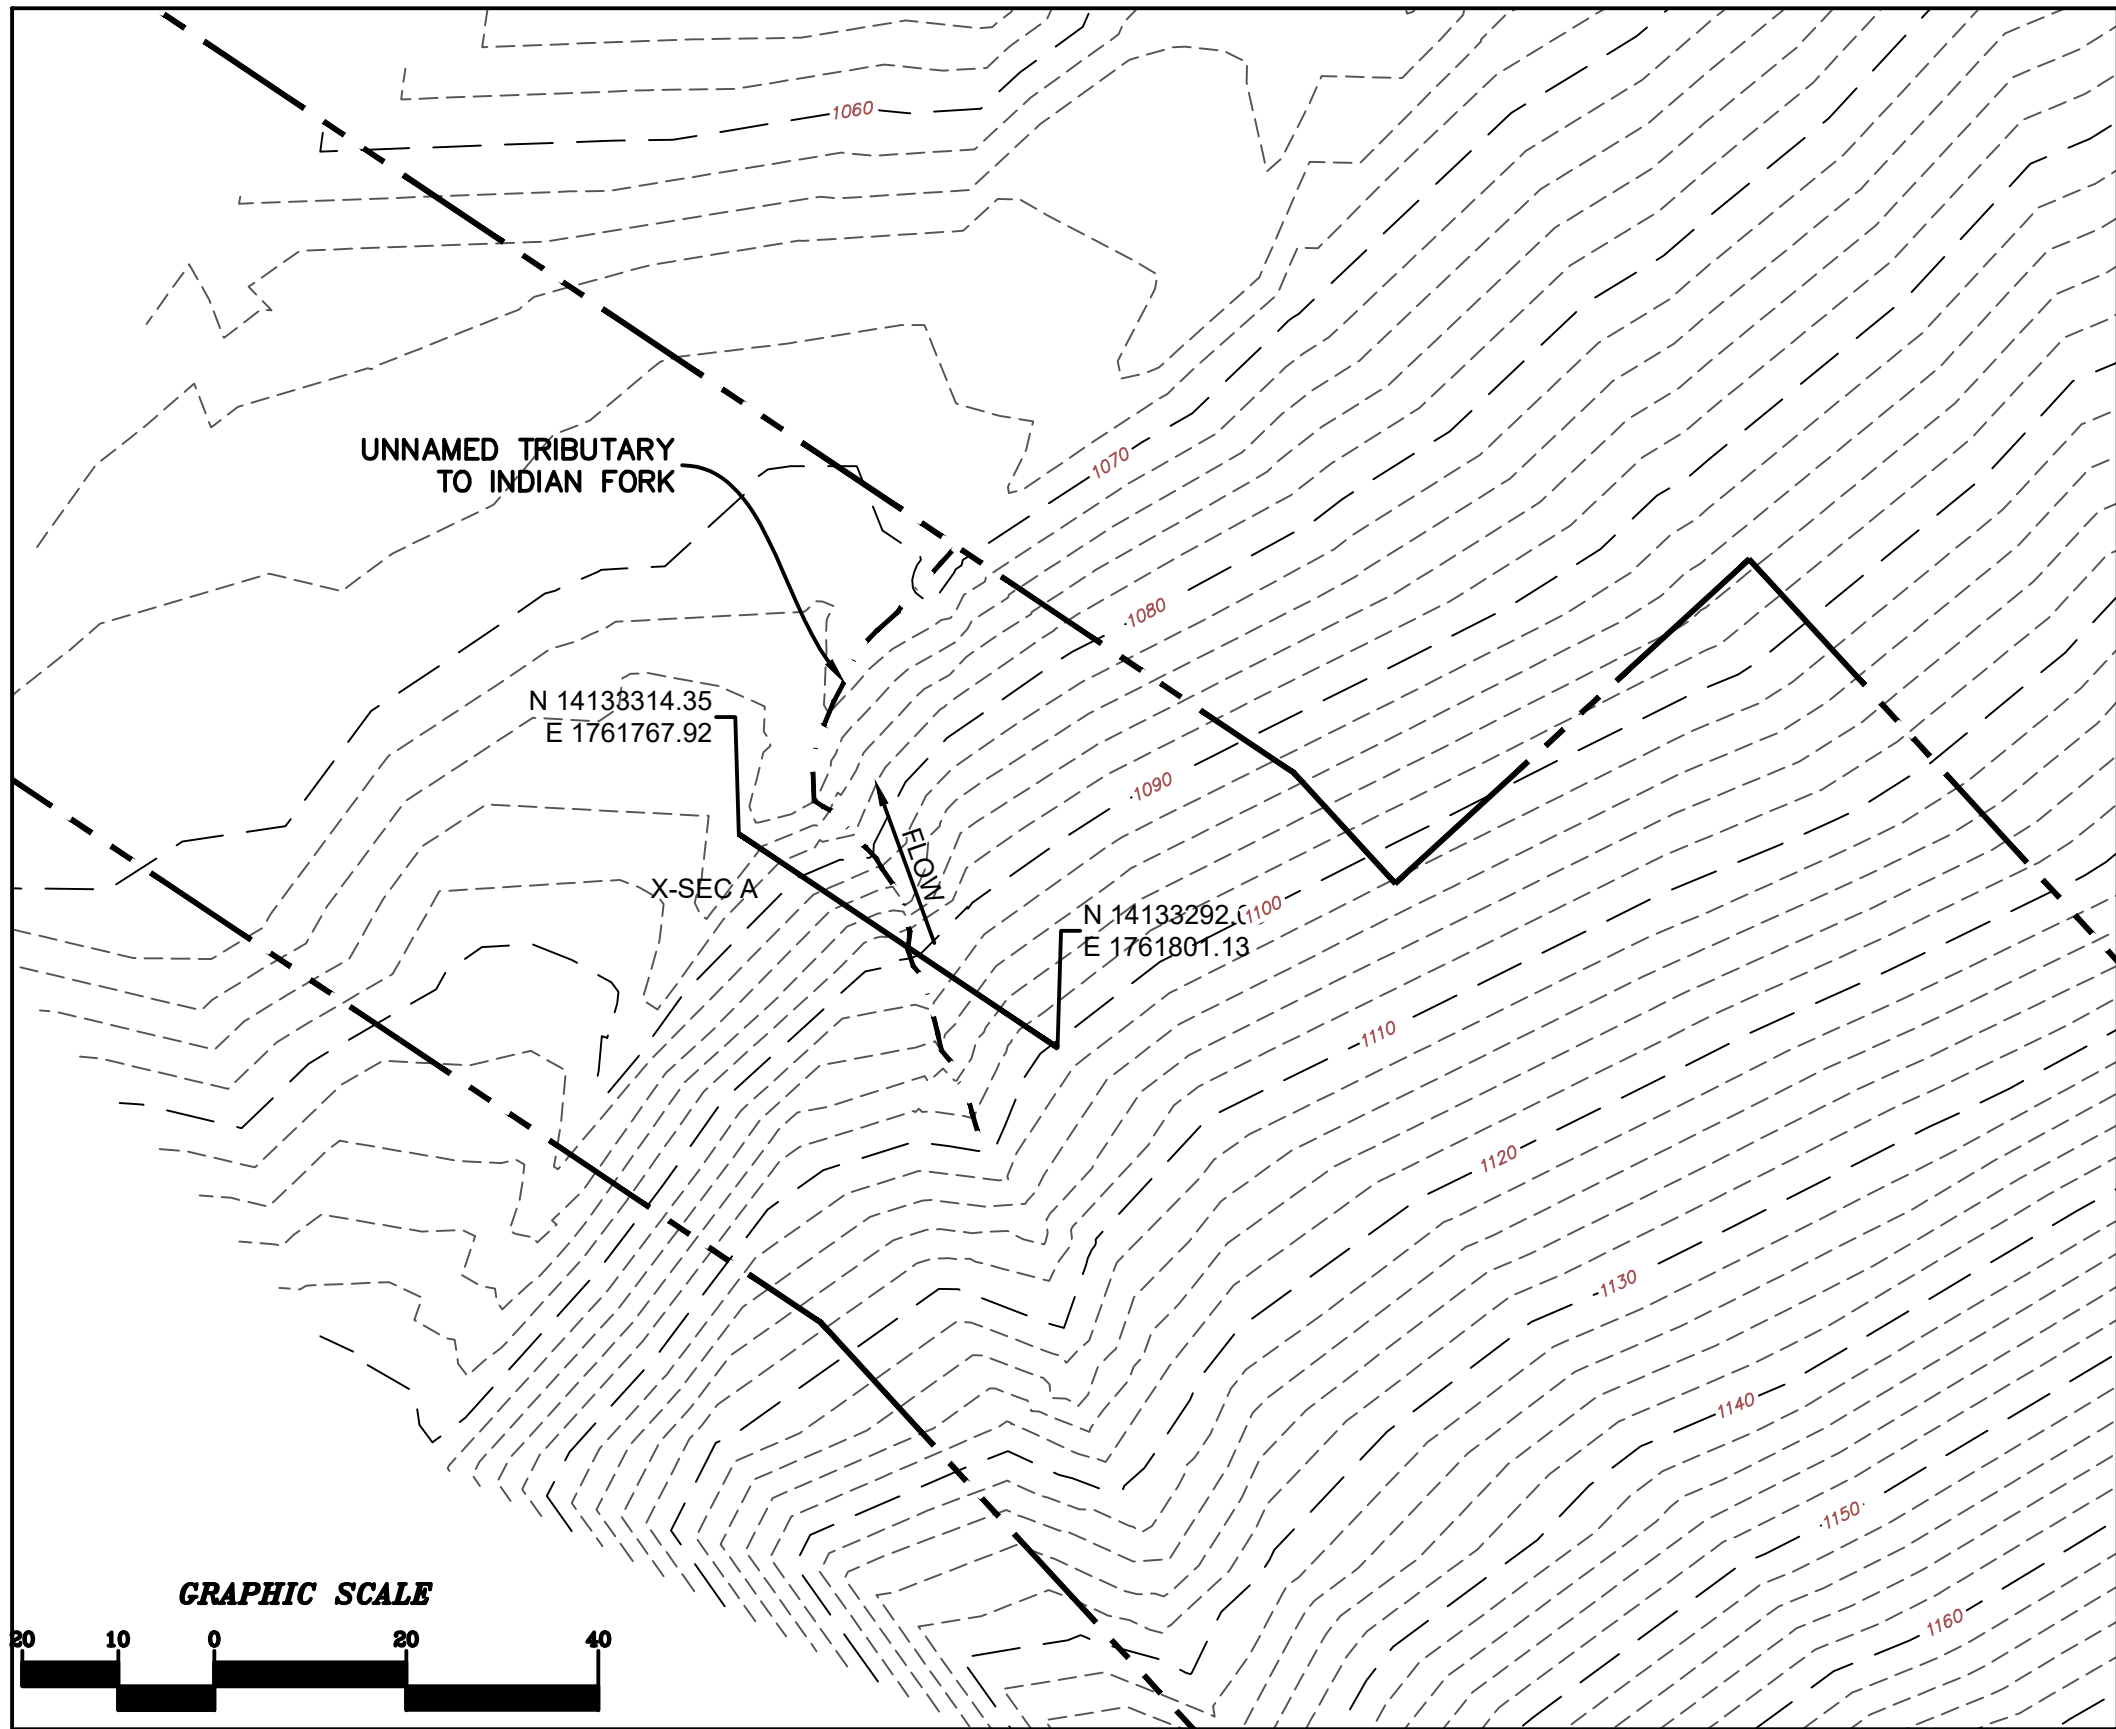 1060
UNNAMED TRIBUTARY
TO INDIAN FORK
1070
1080
N 14133314.35
E 1761767.92
1090
FLOW
X-SEC A
1100
E 1761801.13
1110
1120
1130
1140
1150
1160
GRAPHIC SCALE
20 10 0 20 40